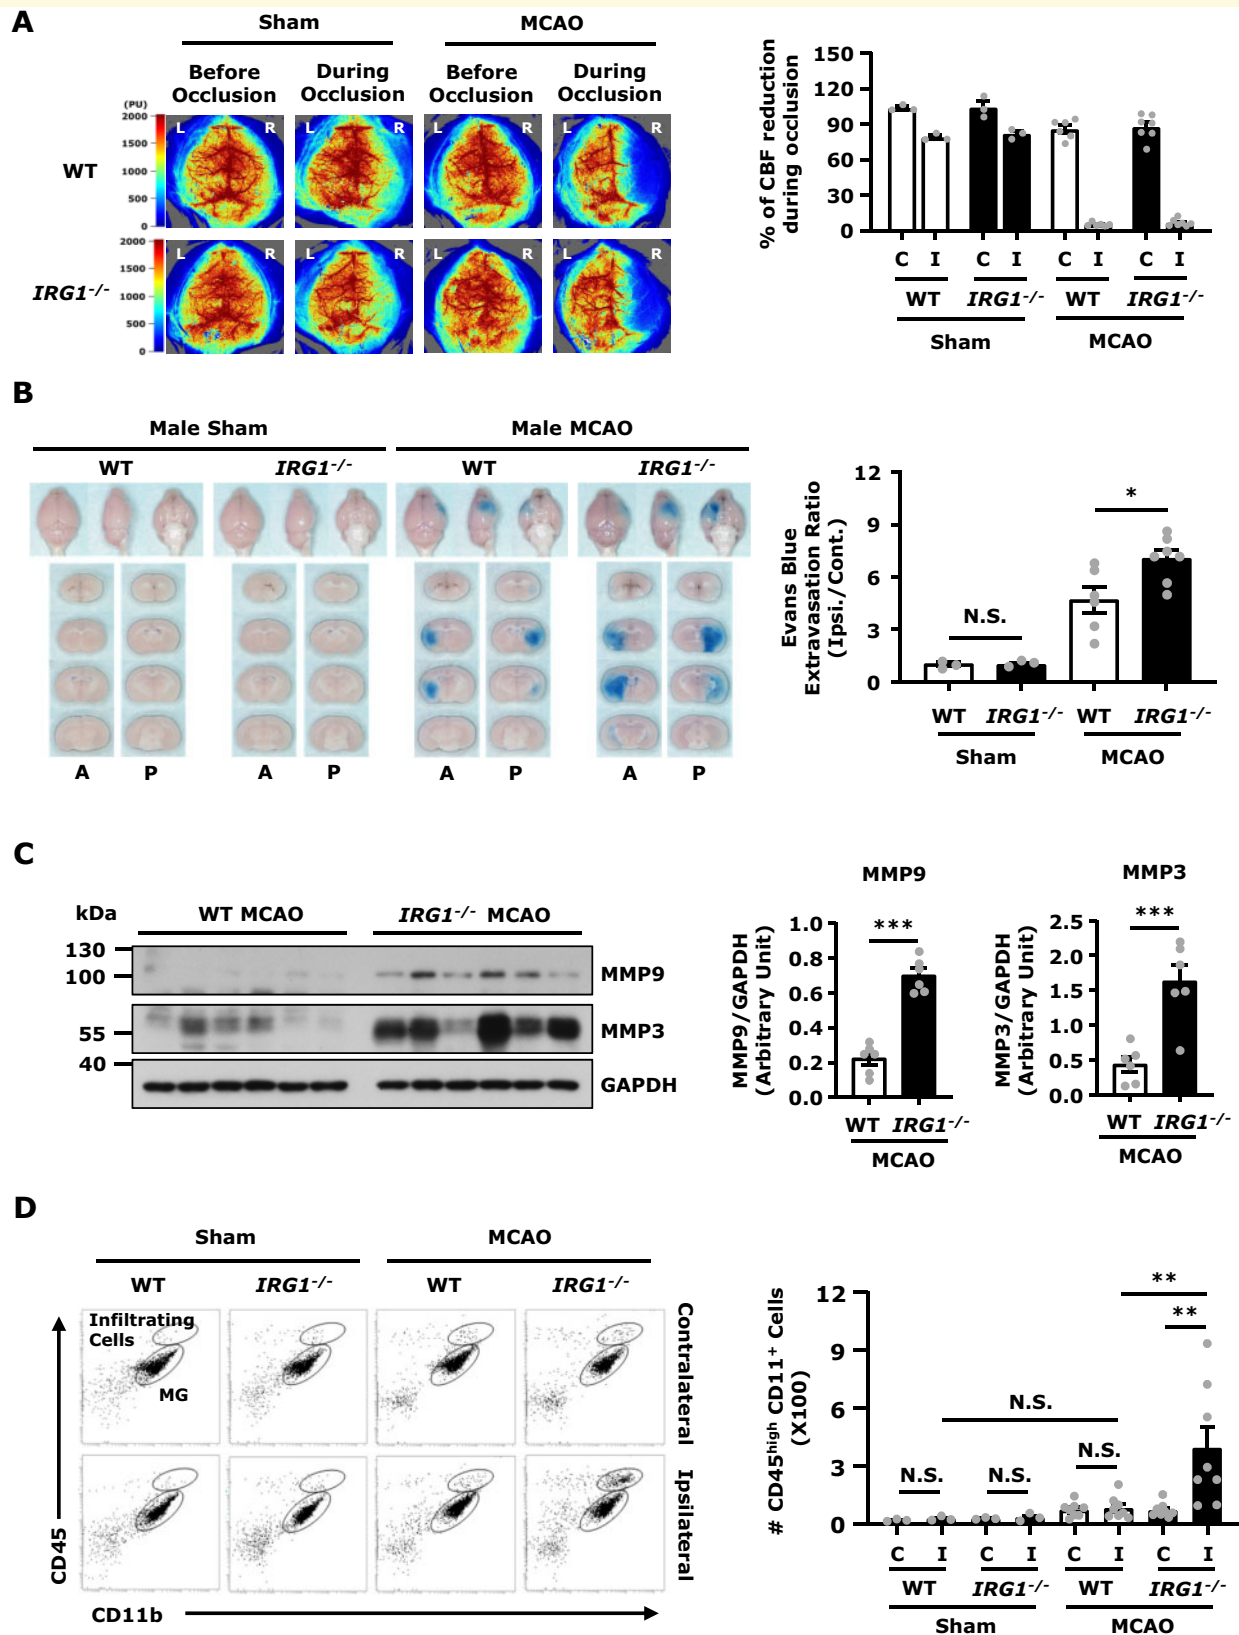 A
Sham
MCAO
Before Occlusion
During Occlusion
Before Occlusion
During Occlusion
(PU)
2000
1500
1000
500
0
WT
L R
L R
L R
L R
2000
1500
1000
500
0
IRG1-/-
L R
L R
L R
L R
% of CBF reduction
during occlusion
150
120
90
60
30
0
C I C I C I C I
WT IRG1-/- WT IRG1-/-
Sham MCAO
B
Male Sham
Male MCAO
WT IRG1-/- WT IRG1-/-
A P A P A P A P
Evans Blue
Extravasation Ratio
(Ipsi./Cont.)
12
9
6
3
0
N.S.
*
WT IRG1-/- WT IRG1-/-
Sham MCAO
C
kDa
WT MCAO
IRG1-/- MCAO
130
100
55
40
MMP9
MMP3
GAPDH
MMP9
MMP9/GAPDH
(Arbitrary Unit)
1.0
0.8
0.6
0.4
0.2
0.0
***
WT IRG1-/-
MCAO
MMP3
MMP3/GAPDH
(Arbitrary Unit)
2.5
2.0
1.5
1.0
0.5
0.0
***
WT IRG1-/-
MCAO
D
Sham
MCAO
WT IRG1-/- WT IRG1-/-
Infiltrating
Cells
MG
Contralateral
Ipsilateral
CD45
CD11b
# CD45high CD11+ Cells
(X100)
12
9
6
3
0
**
**
N.S.
N.S.
N.S.
N.S.
C I C I C I C I
WT IRG1-/- WT IRG1-/-
Sham MCAO